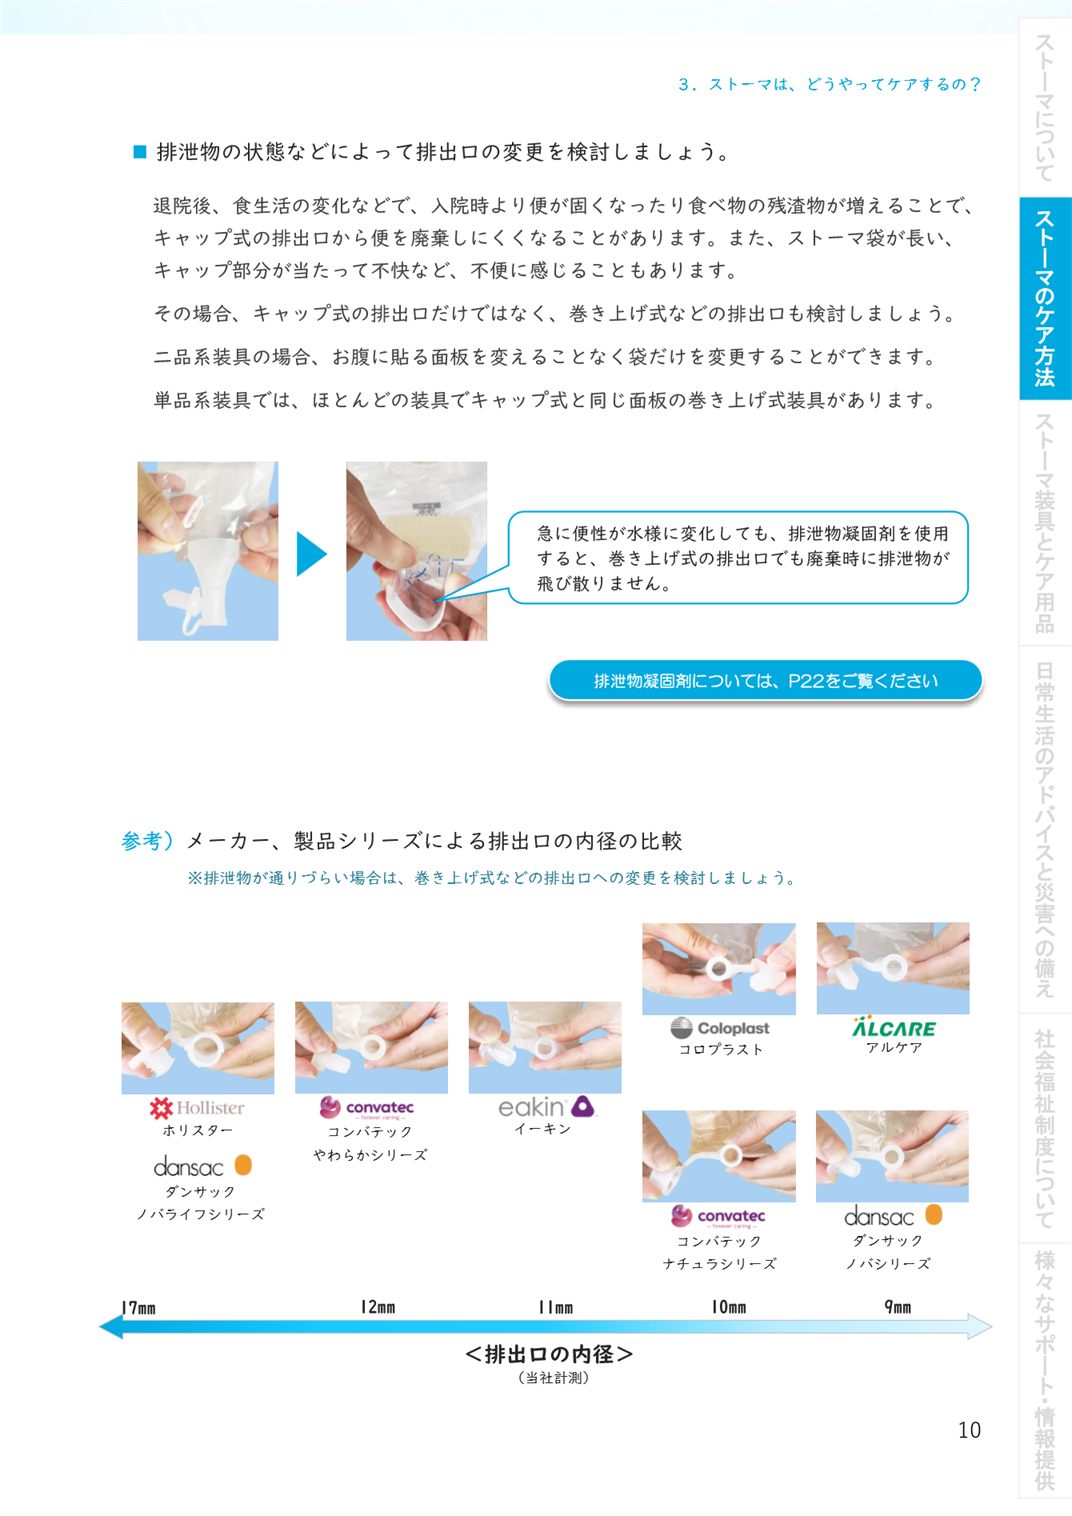 3．ストーマは、どうやってケアするの？
■ 排泄物の状態などによって排出口の変更を検討しましょう。
退院後、食生活の変化などで、入院時より便が固くなったり食べ物の残渣物が増えることで、
キャップ式の排出口から便を廃棄しにくくなることがあります。また、ストーマ袋が長い、
キャップ部分が当たって不快など、不便に感じることもあります。
その場合、キャップ式の排出口だけではなく、巻き上げ式などの排出口も検討しましょう。
二品系装具の場合、お腹に貼る面板を変えることなく袋だけを変更することができます。
単品系装具では、ほとんどの装具でキャップ式と同じ面板の巻き上げ式装具があります。
急に便性が水様に変化しても、排泄物凝固剤を使用
すると、巻き上げ式の排出口でも廃棄時に排泄物が
飛び散りません。
排泄物凝固剤については、P22をご覧ください
参考）メーカー、製品シリーズによる排出口の内径の比較
※排泄物が通りづらい場合は、巻き上げ式などの排出口への変更を検討しましょう。
Hollister
ホリスター
dansac
ダンサック
ノバライフシリーズ
convatec
– forever caring –
コンバテック
やわらかシリーズ
eakin
イーキン
Coloplast
コロプラスト
ALCARE
アルケア
convatec
– forever caring –
コンバテック
ナチュラシリーズ
dansac
ダンサック
ノバシリーズ
17mm
12mm
11mm
10mm
9mm
＜排出口の内径＞
（当社計測）
10
ストーマについて
ストーマのケア方法
ストーマ装具とケア用品
日常生活のアドバイスと災害への備え
社会福祉制度について
様々なサポート・情報提供